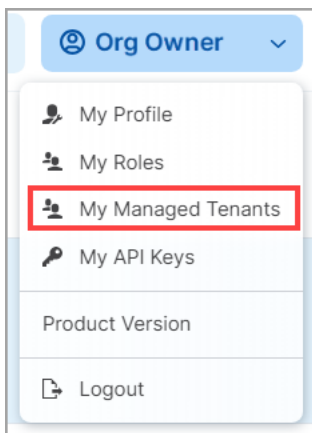 Org Owner
My Profile
My Roles
My Managed Tenants
My API Keys
Product Version
Logout